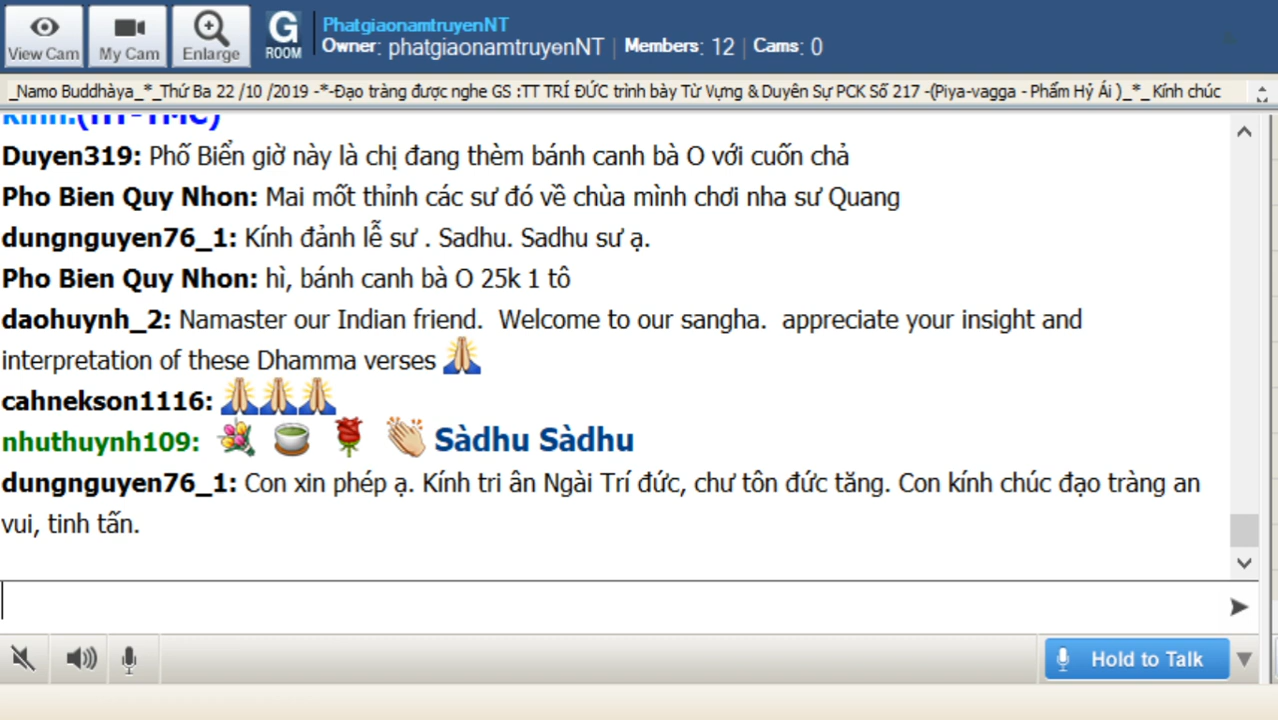 View Cam
My Cam
Enlarge
G
ROOM
PhatgiaonamtruyenNT
Owner: phatgiaonamtruyenNT | Members: 12 | Cams: 0
_Namo Buddhàya_*_Thứ Ba 22 /10 /2019 -*-Đạo tràng được nghe GS :TT TRÍ ĐỨC trình bày Từ Vựng & Duyên Sự PCK Số 217 -(Piya-vagga - Phẩm Hỷ Ái )_*_ Kính chúc
kính.(TIT-TMC)
Duyen319: Phố Biển giờ này là chị đang thèm bánh canh bà O với cuốn chả
Pho Bien Quy Nhon: Mai mốt thỉnh các sư đó về chùa mình chơi nha sư Quang
dungnguyen76_1: Kính đảnh lễ sư . Sadhu. Sadhu sư ạ.
Pho Bien Quy Nhon: hì, bánh canh bà O 25k 1 tô
daohuynh_2: Namaster our Indian friend. Welcome to our sangha. appreciate your insight and
interpretation of these Dhamma verses 🙏
cahnekson1116: 🙏🙏🙏
nhuthuynh109: 💐 🍵 🌹 👏 Sàdhu Sàdhu
dungnguyen76_1: Con xin phép ạ. Kính tri ân Ngài Trí đức, chư tôn đức tăng. Con kính chúc đạo tràng an
vui, tinh tấn.
Hold to Talk